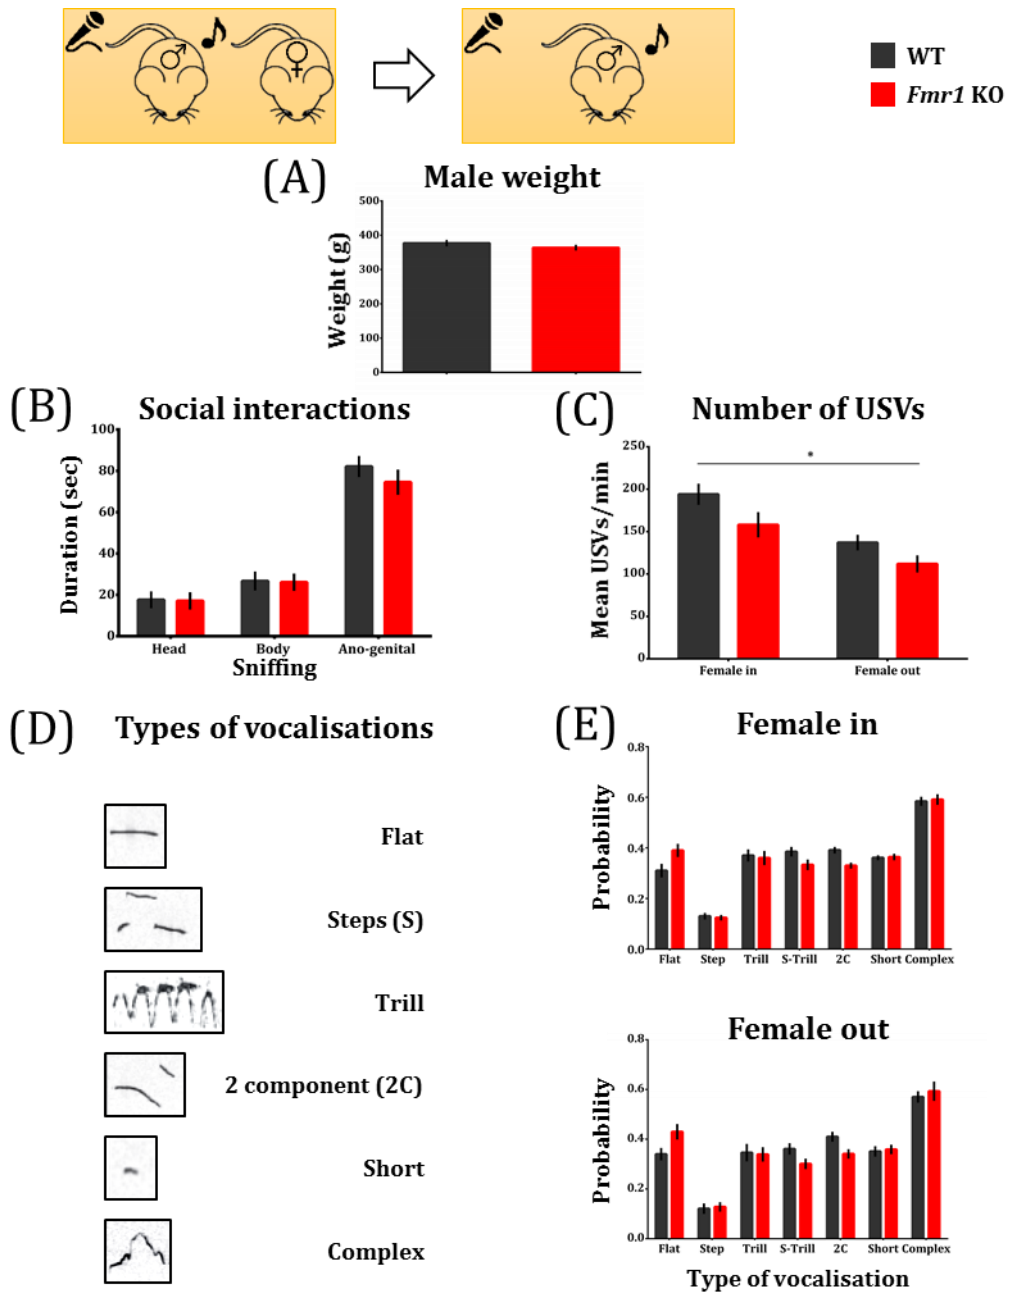 WT
Fmr1 KO
(A)
Male weight
Weight (g)
500
400
300
200
100
0
(B)
Social interactions
Duration (sec)
100
80
60
40
20
0
Head Body Ano-genital
Sniffing
(C)
Number of USVs
Mean USVs/min
250
200
150
100
50
0
*
Female in Female out
(D)
Types of vocalisations
Flat
Steps (S)
Trill
2 component (2C)
Short
Complex
(E)
Female in
Probability
0.8
0.6
0.4
0.2
0.0
Flat Step Trill S-Trill 2C Short Complex
Female out
Probability
0.8
0.6
0.4
0.2
0.0
Flat Step Trill S-Trill 2C Short Complex
Type of vocalisation